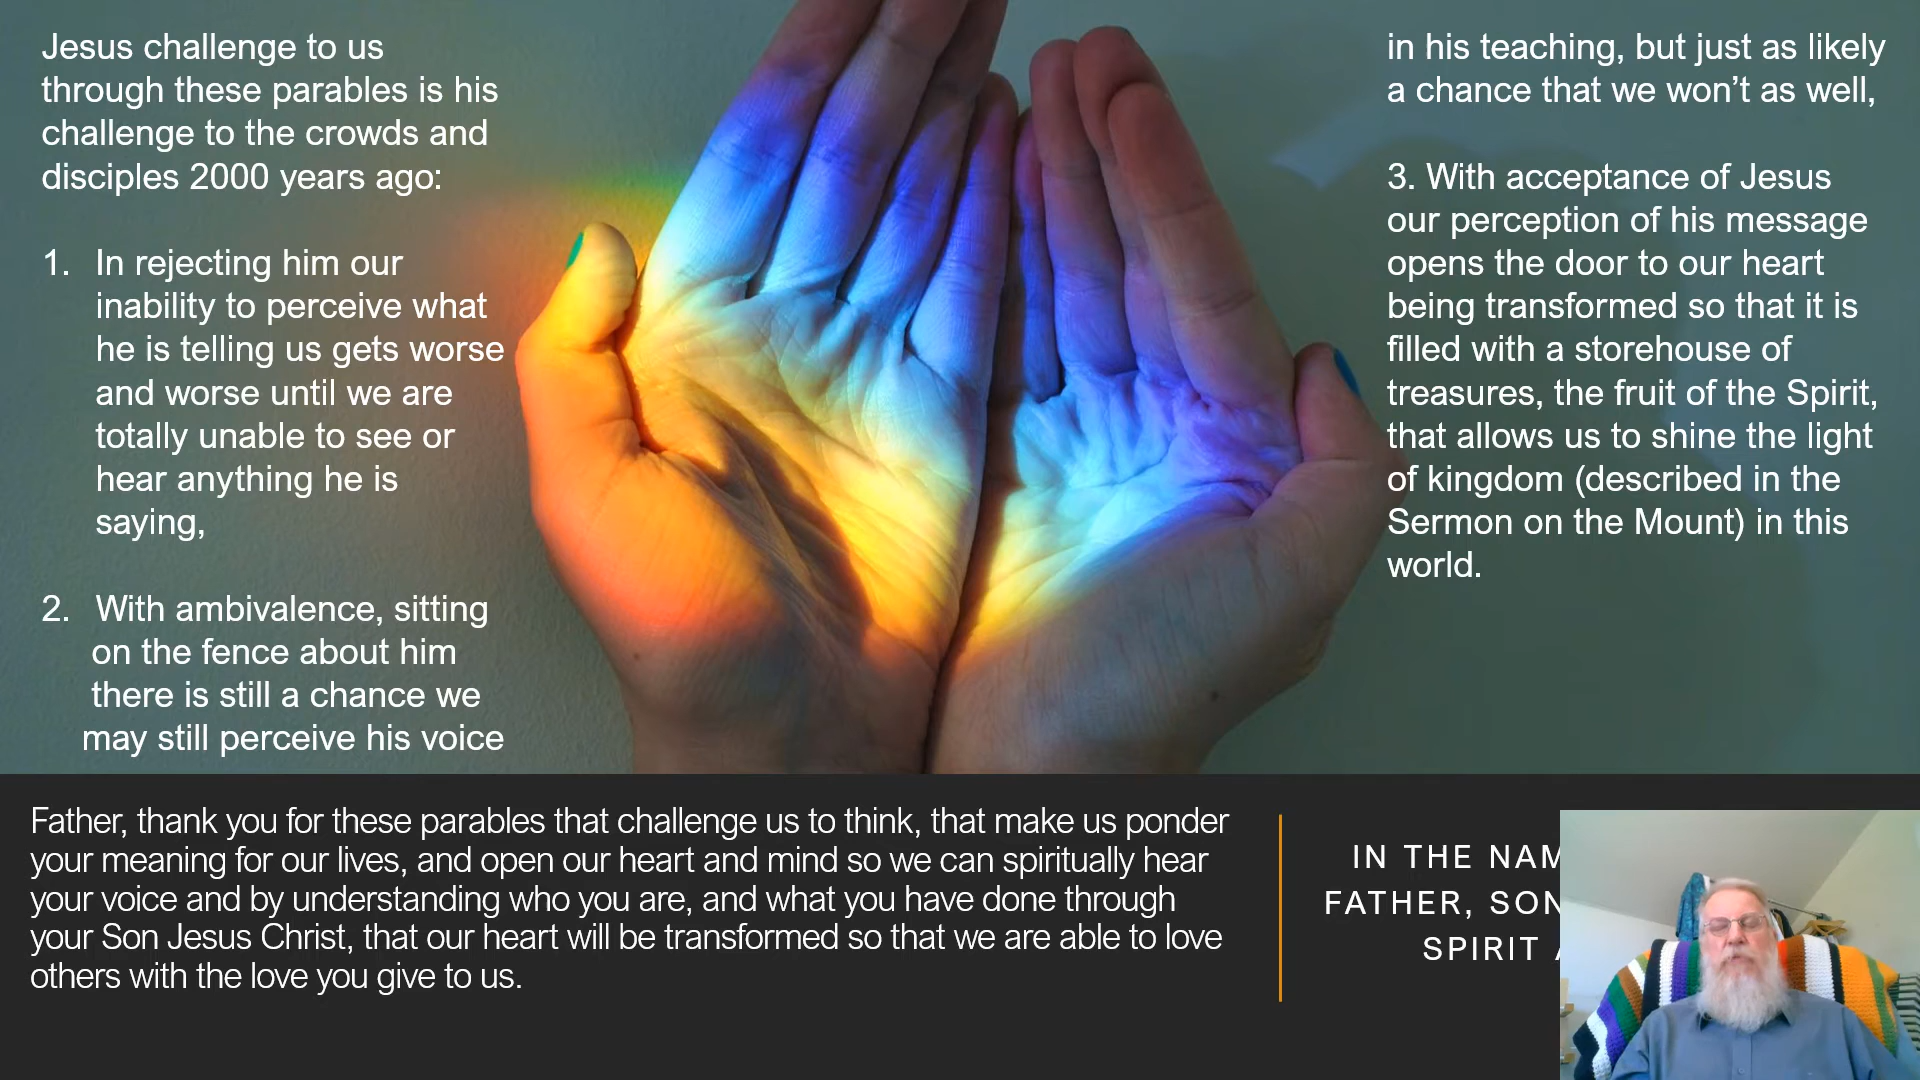 Jesus challenge to us
through these parables is his
challenge to the crowds and
disciples 2000 years ago:
1. In rejecting him our
inability to perceive what
he is telling us gets worse
and worse until we are
totally unable to see or
hear anything he is
saying,
2. With ambivalence, sitting
on the fence about him
there is still a chance we
may still perceive his voice
in his teaching, but just as likely
a chance that we won’t as well,
3. With acceptance of Jesus
our perception of his message
opens the door to our heart
being transformed so that it is
filled with a storehouse of
treasures, the fruit of the Spirit,
that allows us to shine the light
of kingdom (described in the
Sermon on the Mount) in this
world.
Father, thank you for these parables that challenge us to think, that make us ponder
your meaning for our lives, and open our heart and mind so we can spiritually hear
your voice and by understanding who you are, and what you have done through
your Son Jesus Christ, that our heart will be transformed so that we are able to love
others with the love you give to us.
IN THE NAM
FATHER, SON
SPIRIT